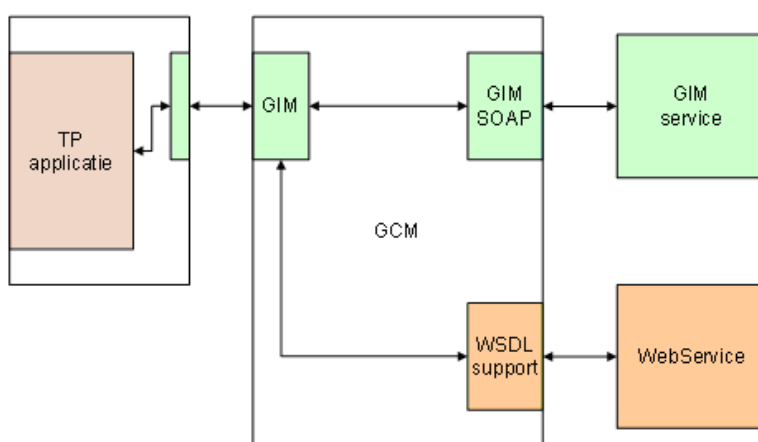 TP
applicatie
GIM
GIM
SOAP
GIM
service
GCM
WSDL
support
WebService